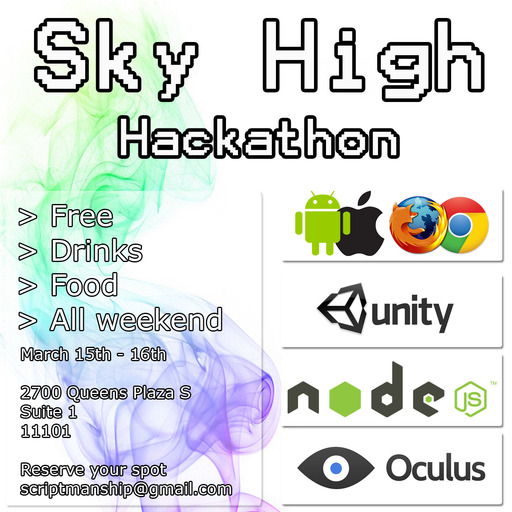 Sky High
Hackathon
> Free
> Drinks
> Food
> All weekend
March 15th - 16th
2700 Queens Plaza S
Suite 1
11101
Reserve your spot
scriptmanship@gmail.com
unity
node JS™
Oculus